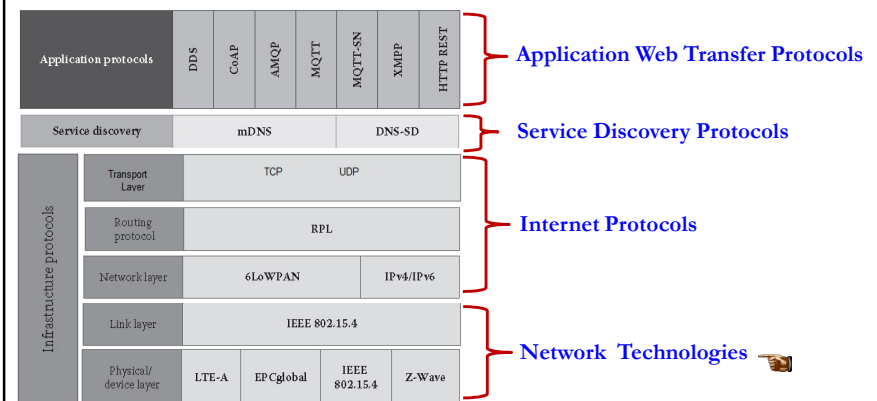 Application protocols
DDS
CoAP
AMQP
MQTT
MQTT-SN
XMPP
HTTP REST
Application Web Transfer Protocols
Service discovery
mDNS
DNS-SD
Service Discovery Protocols
Infrastructure protocols
Transport
Layer
TCP
UDP
Routing
protocol
RPL
Internet Protocols
Network layer
6LoWPAN
IPv4/IPv6
Link layer
IEEE 802.15.4
Network Technologies
Physical/
device layer
LTE-A
EPCglobal
IEEE
802.15.4
Z-Wave